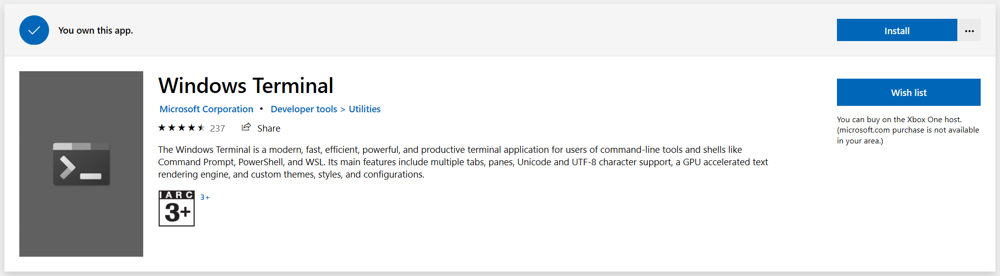 You own this app.
Install
...
Windows Terminal
Microsoft Corporation • Developer tools > Utilities
237 Share
Wish list
You can buy on the Xbox One host.
(microsoft.com purchase is not available
in your area.)
The Windows Terminal is a modern, fast, efficient, powerful, and productive terminal application for users of command-line tools and shells like
Command Prompt, PowerShell, and WSL. Its main features include multiple tabs, panes, Unicode and UTF-8 character support, a GPU accelerated text
rendering engine, and custom themes, styles, and configurations.
IARC
3+
3+